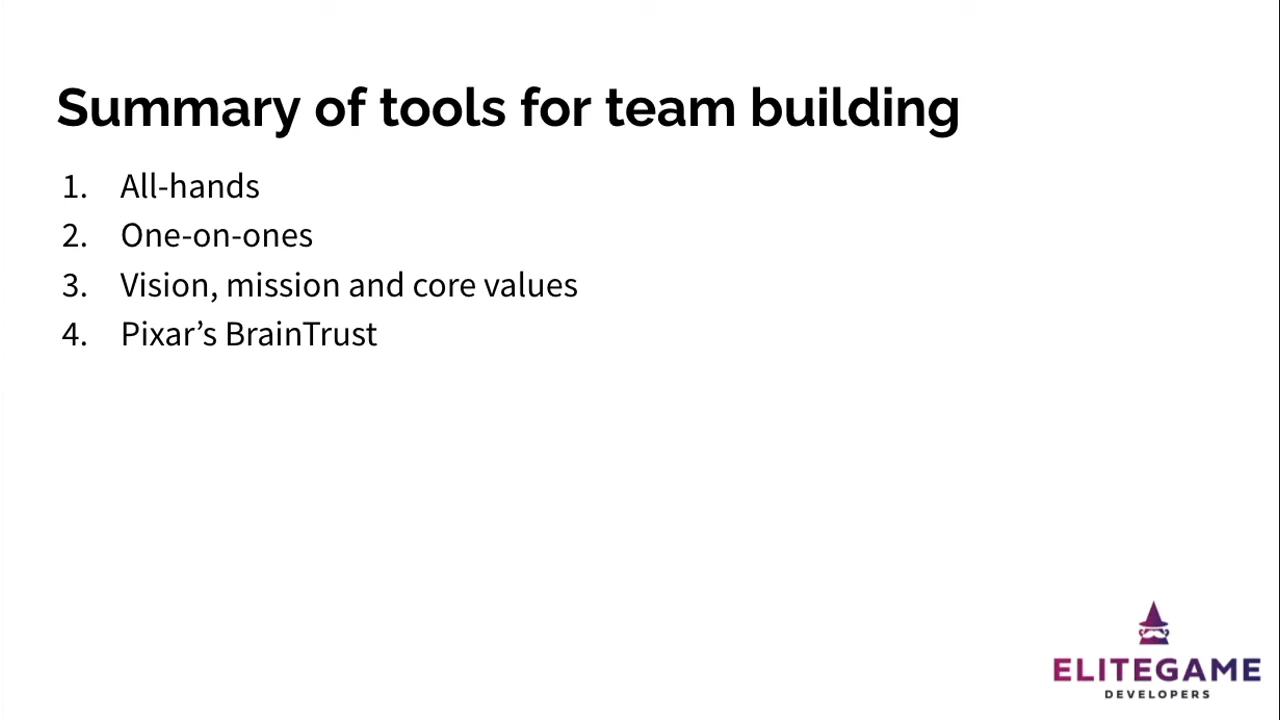 Summary of tools for team building
1. All-hands
2. One-on-ones
3. Vision, mission and core values
4. Pixar’s BrainTrust
ELITEGAME
DEVELOPERS